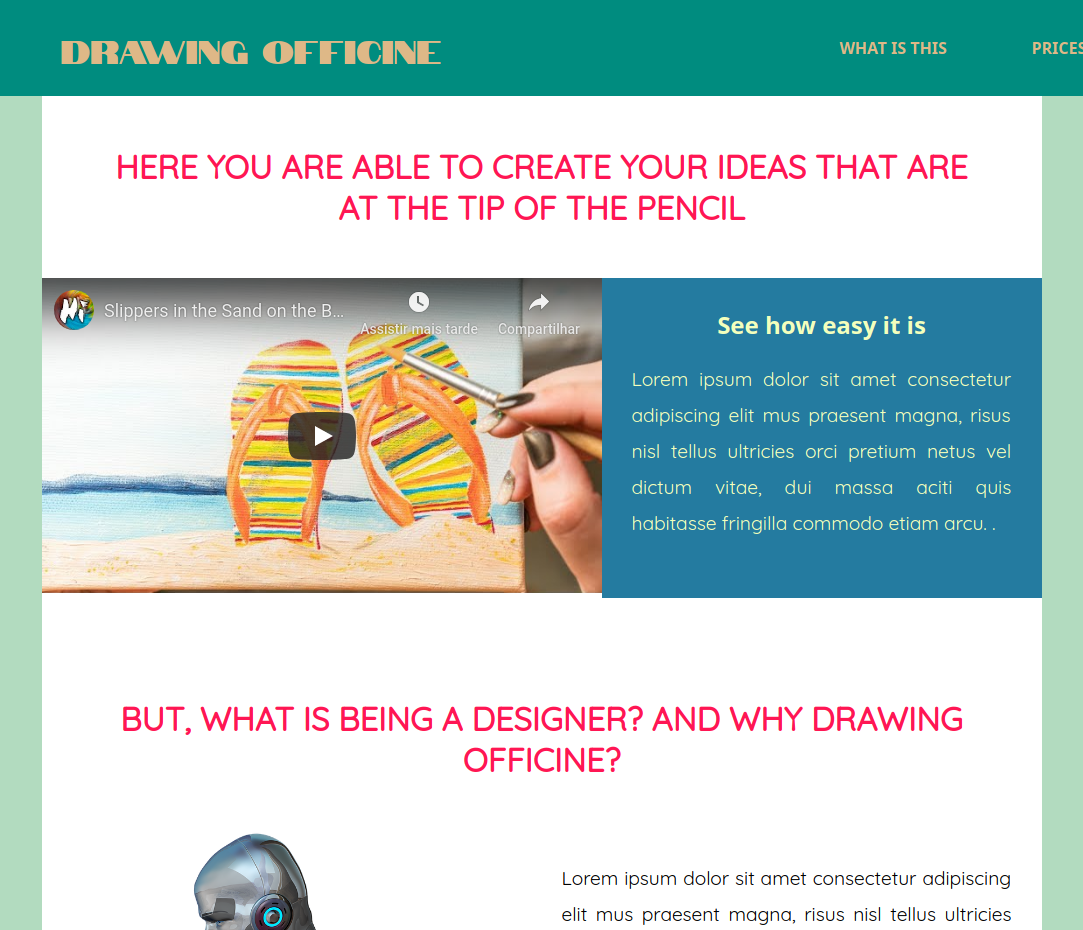 DRAWING OFFICINE
WHAT IS THIS
PRICES
HERE YOU ARE ABLE TO CREATE YOUR IDEAS THAT ARE
AT THE TIP OF THE PENCIL
Slippers in the Sand on the B...
Assistir mais tarde
Compartilhar
See how easy it is
Lorem ipsum dolor sit amet consectetur
adipiscing elit mus praesent magna, risus
nisl tellus ultricies orci pretium netus vel
dictum vitae, dui massa aciti quis
habitasse fringilla commodo etiam arcu. .
BUT, WHAT IS BEING A DESIGNER? AND WHY DRAWING
OFFICINE?
Lorem ipsum dolor sit amet consectetur adipiscing
elit mus praesent magna, risus nisl tellus ultricies